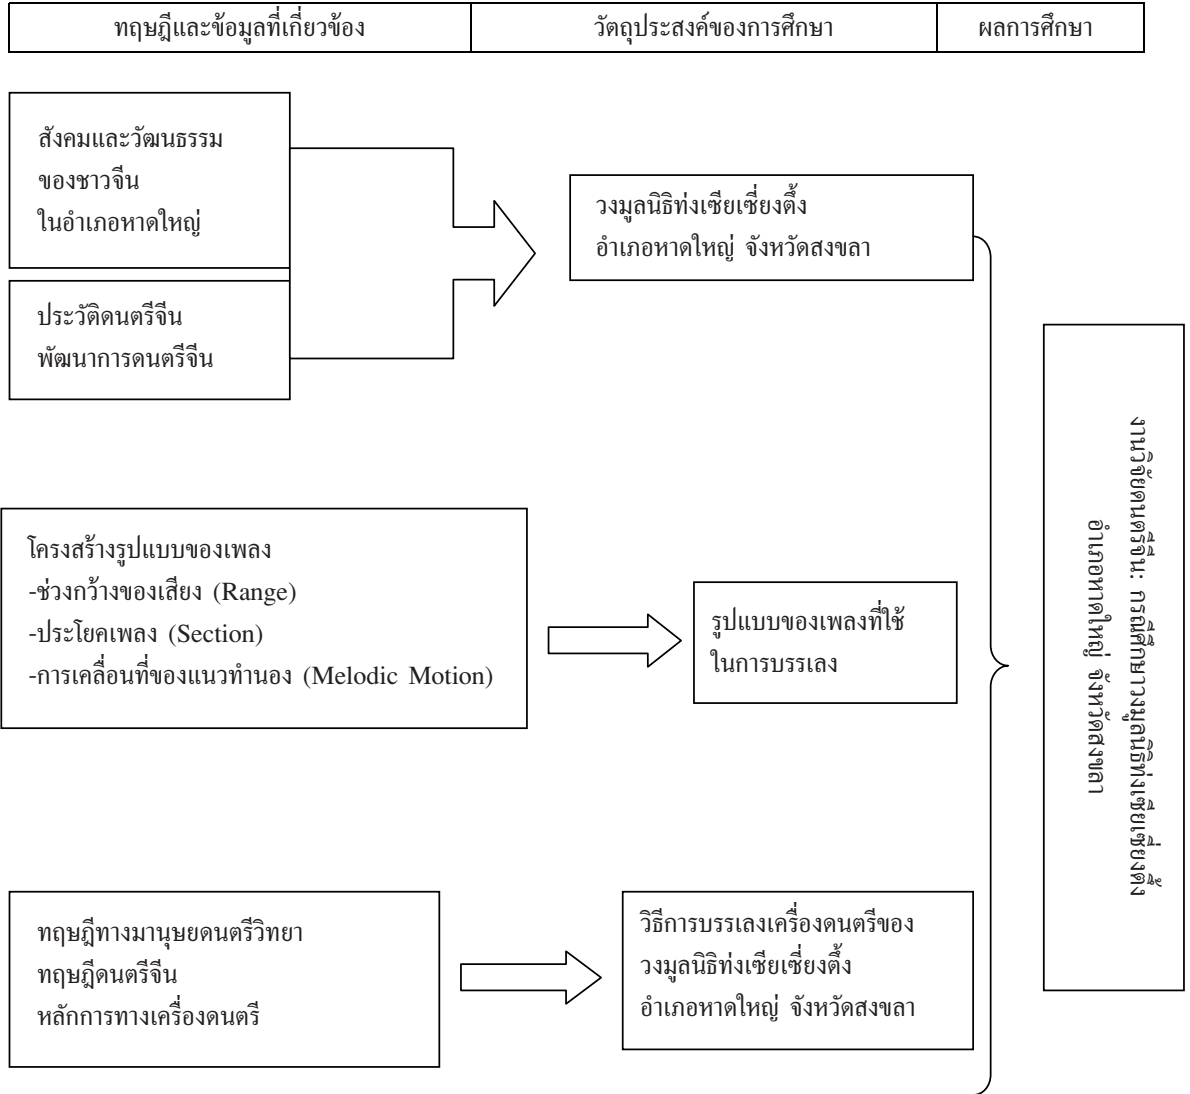 ทฤษฎีและข้อมูลที่เกี่ยวข้อง
วัตถุประสงค์ของการศึกษา
ผลการศึกษา
สังคมและวัฒนธรรม
ของชาวจีน
ในอำเภอหาดใหญ่
ประวัติดนตรีจีน
พัฒนาการดนตรีจีน
วงมูลนิธิท่งเซียเซี่ยงตึ๊ง
อำเภอหาดใหญ่ จังหวัดสงขลา
โครงสร้างรูปแบบของเพลง
-ช่วงกว้างของเสียง (Range)
-ประโยคเพลง (Section)
-การเคลื่อนที่ของแนวทำนอง (Melodic Motion)
รูปแบบของเพลงที่ใช้
ในการบรรเลง
ทฤษฎีทางมานุษยดนตรีวิทยา
ทฤษฎีดนตรีจีน
หลักการทางเครื่องดนตรี
วิธีการบรรเลงเครื่องดนตรีของ
วงมูลนิธิท่งเซียเซี่ยงตึ๊ง
อำเภอหาดใหญ่ จังหวัดสงขลา
งานวิจัยดนตรีจีน: กรณีศึกษาวงมูลนิธิท่งเซียเซี่ยงตึ๊ง
อำเภอหาดใหญ่ จังหวัดสงขลา